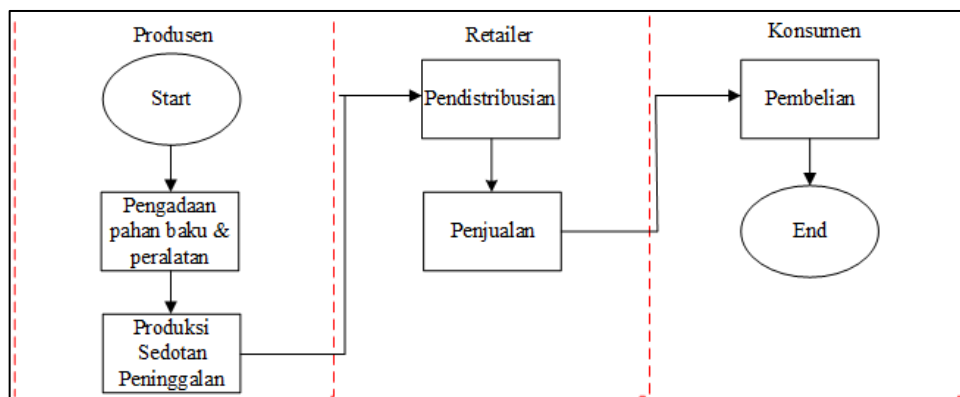 Produsen
Start
Pengadaan
pahan baku &
peralatan
Produksi
Sedotan
Peninggalan
Retailer
Pendistribusian
Penjualan
Konsumen
Pembelian
End